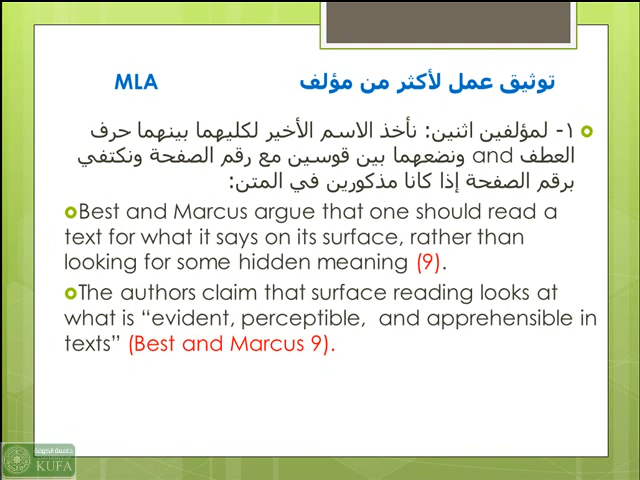 توثيق عمل لأكثر من مؤلف MLA
١- لمؤلفين اثنين: نأخذ الاسم الأخير لكليهما بينهما حرف
العطف and ونضعهما بين قوسين مع رقم الصفحة ونكتفي
برقم الصفحة إذا كانا مذكورين في المتن:
Best and Marcus argue that one should read a
text for what it says on its surface, rather than
looking for some hidden meaning (9).
The authors claim that surface reading looks at
what is “evident, perceptible, and apprehensible in
texts” (Best and Marcus 9).
جامعة الكوفة
KUFA